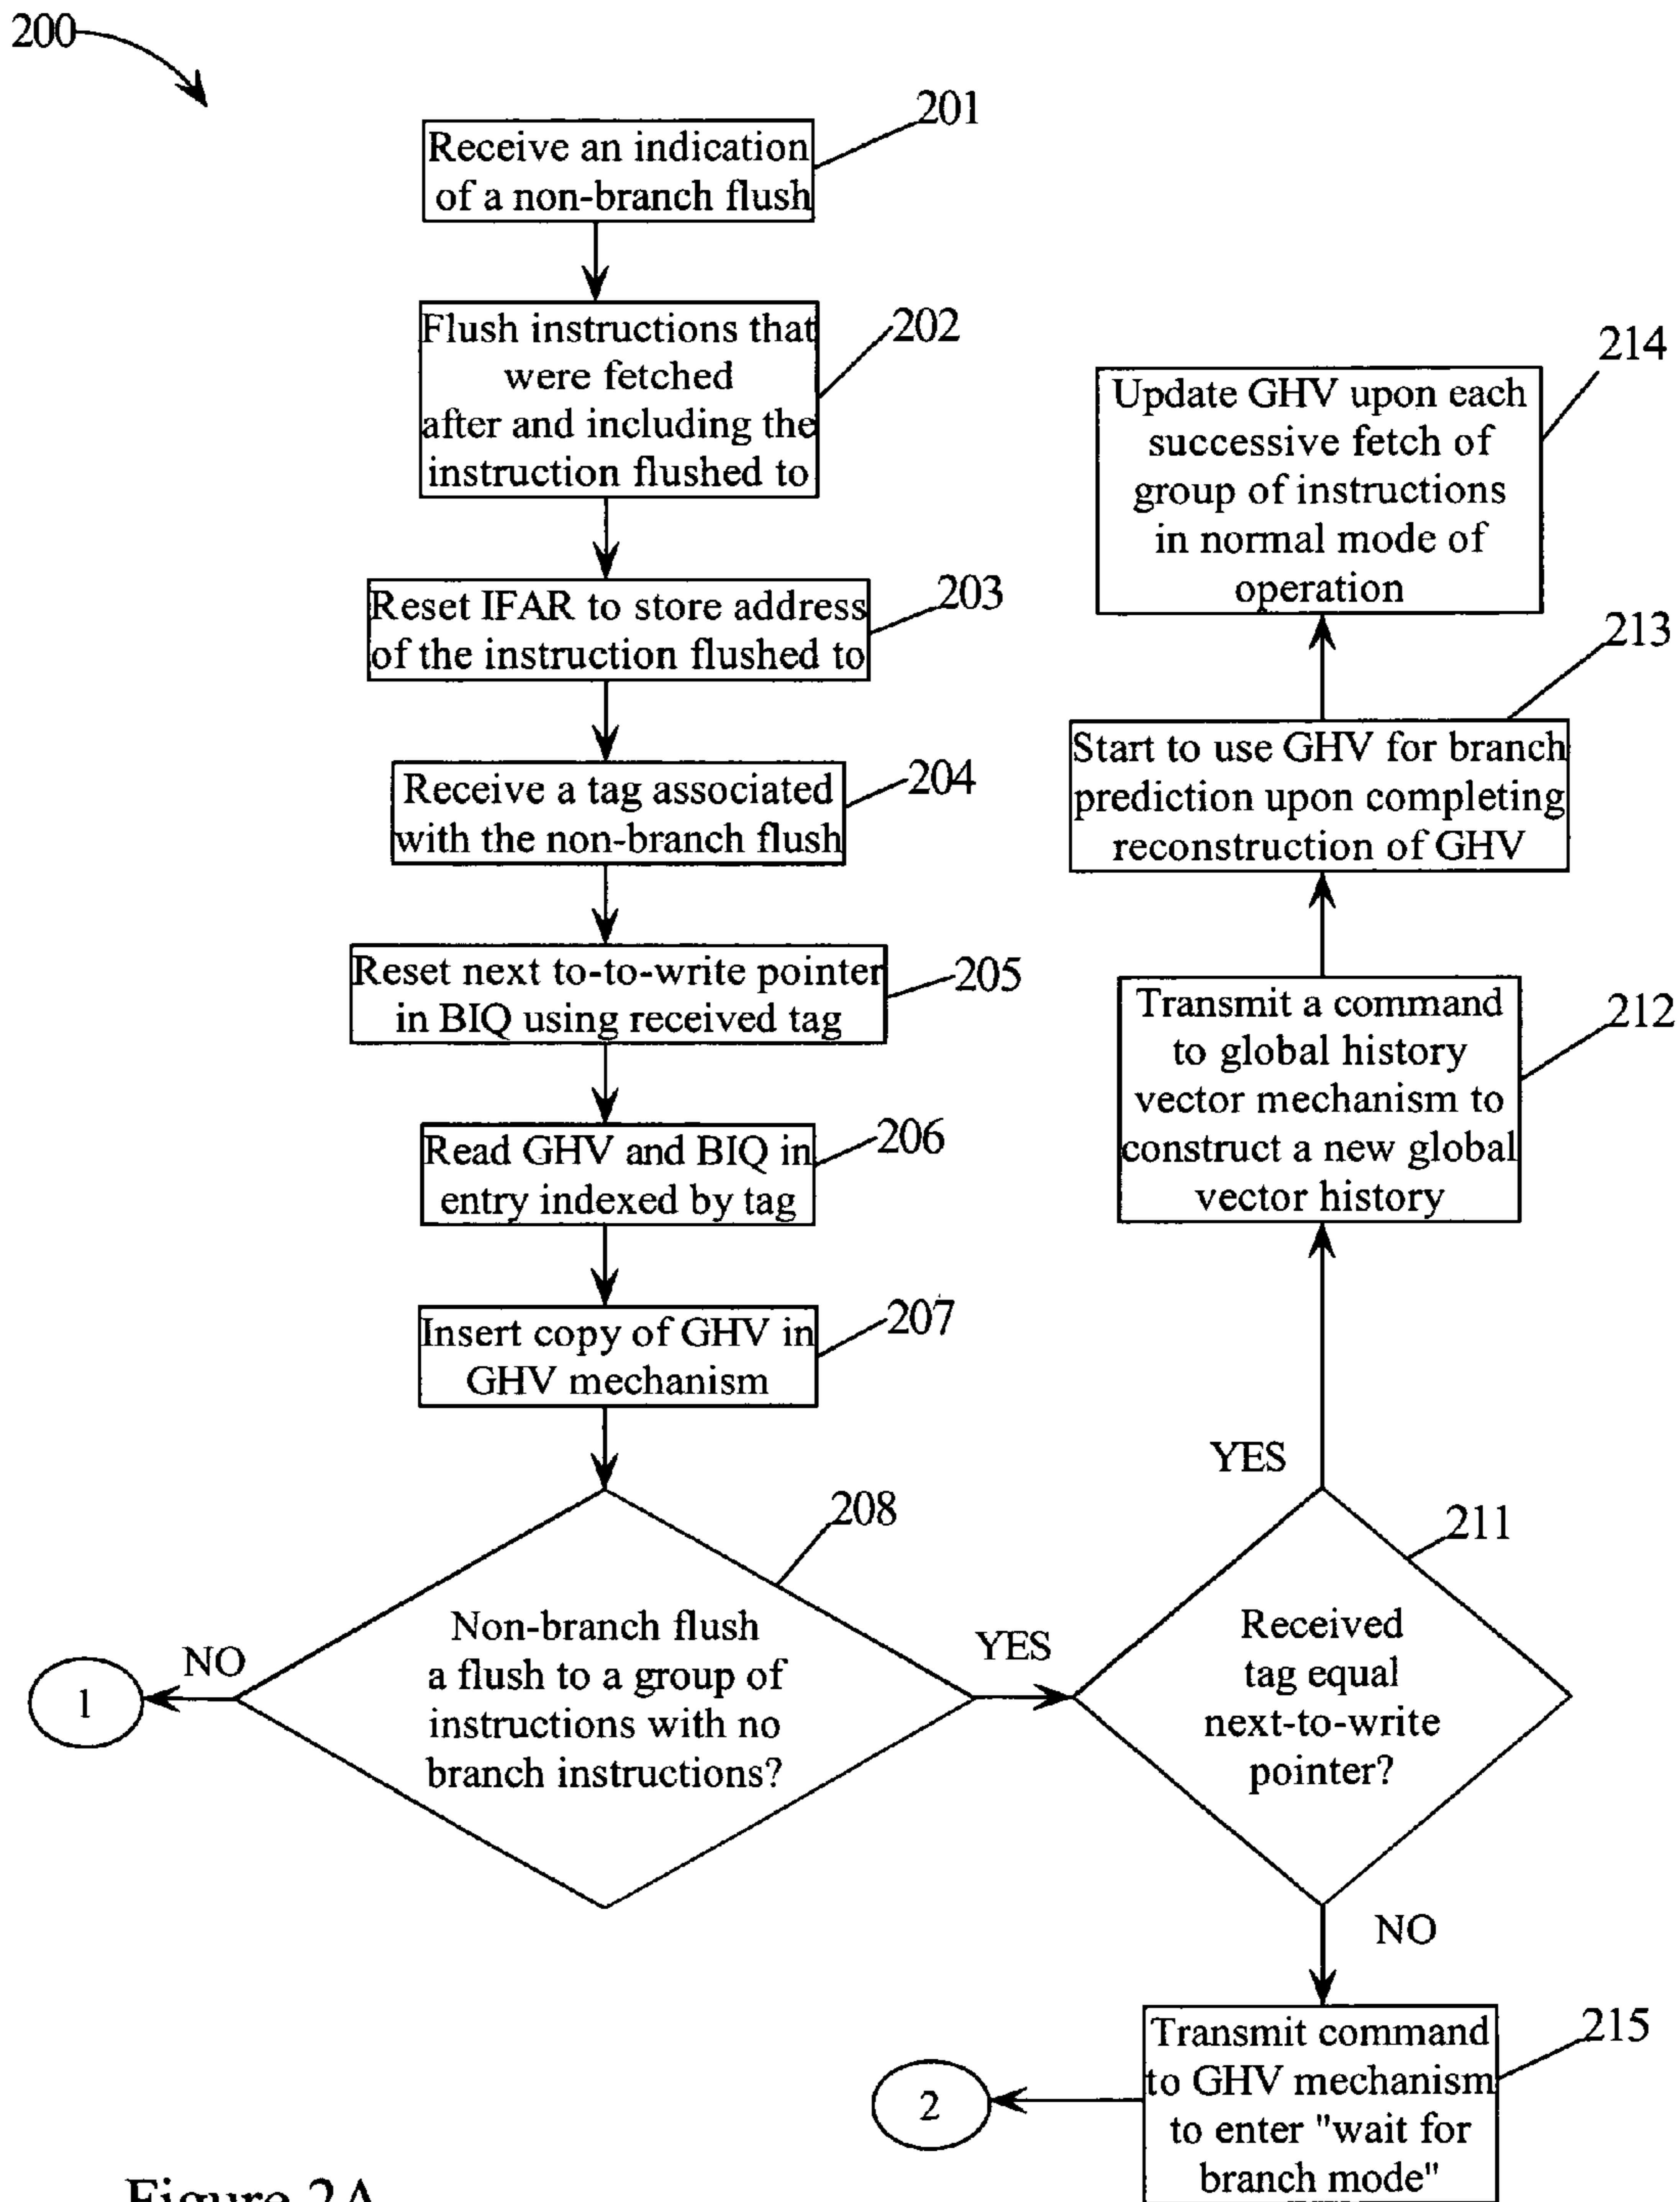 200
201
Receive an indication
of a non-branch flush
202
Flush instructions that
were fetched
after and including the
instruction flushed to
203
Reset IFAR to store address
of the instruction flushed to
204
Receive a tag associated
with the non-branch flush
205
Reset next to-to-write pointer
in BIQ using received tag
206
Read GHV and BIQ in
entry indexed by tag
207
Insert copy of GHV in
GHV mechanism
208
Non-branch flush
a flush to a group of
instructions with no
branch instructions?
NO
1
YES
211
Received
tag equal
next-to-write
pointer?
YES
212
Transmit a command
to global history
vector mechanism to
construct a new global
vector history
213
Start to use GHV for branch
prediction upon completing
reconstruction of GHV
214
Update GHV upon each
successive fetch of
group of instructions
in normal mode of
operation
NO
215
Transmit command
to GHV mechanism
to enter "wait for
branch mode"
2
Figure 2A